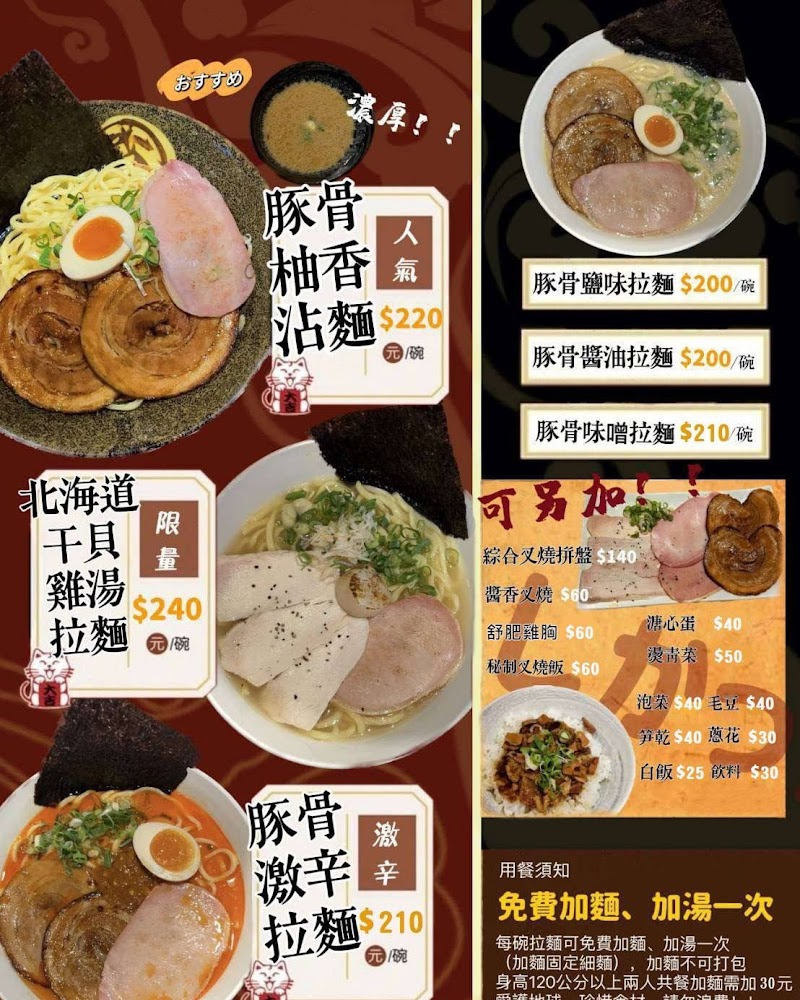 おすすめ
濃厚！！
豚骨
柚香
沾麵
人氣
$220
元/碗
大吉
北海道
干貝
雞湯
拉麵
限量
$240
元/碗
大吉
豚骨
激辛
拉麵
激辛
$210
元/碗
豚骨鹽味拉麵 $200/碗
豚骨醬油拉麵 $200/碗
豚骨味噌拉麵 $210/碗
可另加！！
綜合叉燒拼盤 $140
醬香叉燒 $60
舒肥雞胸 $60
秘制叉燒飯 $60
溏心蛋 $40
燙青菜 $50
泡菜 $40 毛豆 $40
筍乾 $40 蔥花 $30
白飯 $25 飲料 $30
用餐須知
免費加麵、加湯一次
每碗拉麵可免費加麵、加湯一次
（加麵固定細麵），加麵不可打包
身高120公分以上兩人共餐加麵需加30元